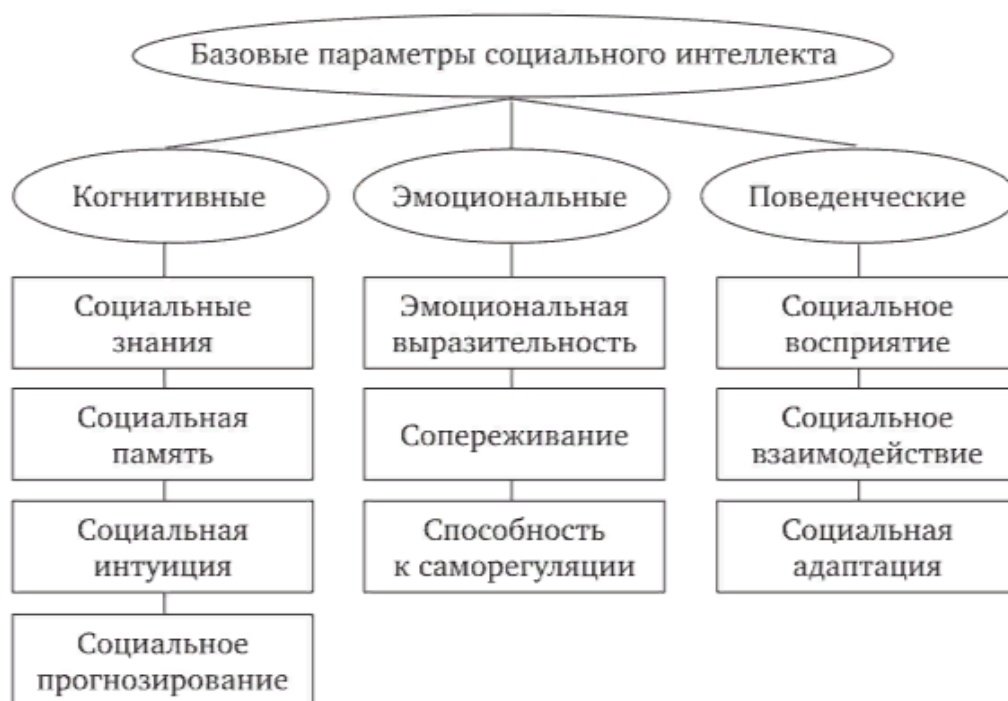 Базовые параметры социального интеллекта
Когнитивные
Эмоциональные
Поведенческие
Социальные
знания
Эмоциональная
выразительность
Социальное
восприятие
Социальная
память
Сопереживание
Социальное
взаимодействие
Социальная
интуиция
Способность
к саморегуляции
Социальная
адаптация
Социальное
прогнозирование